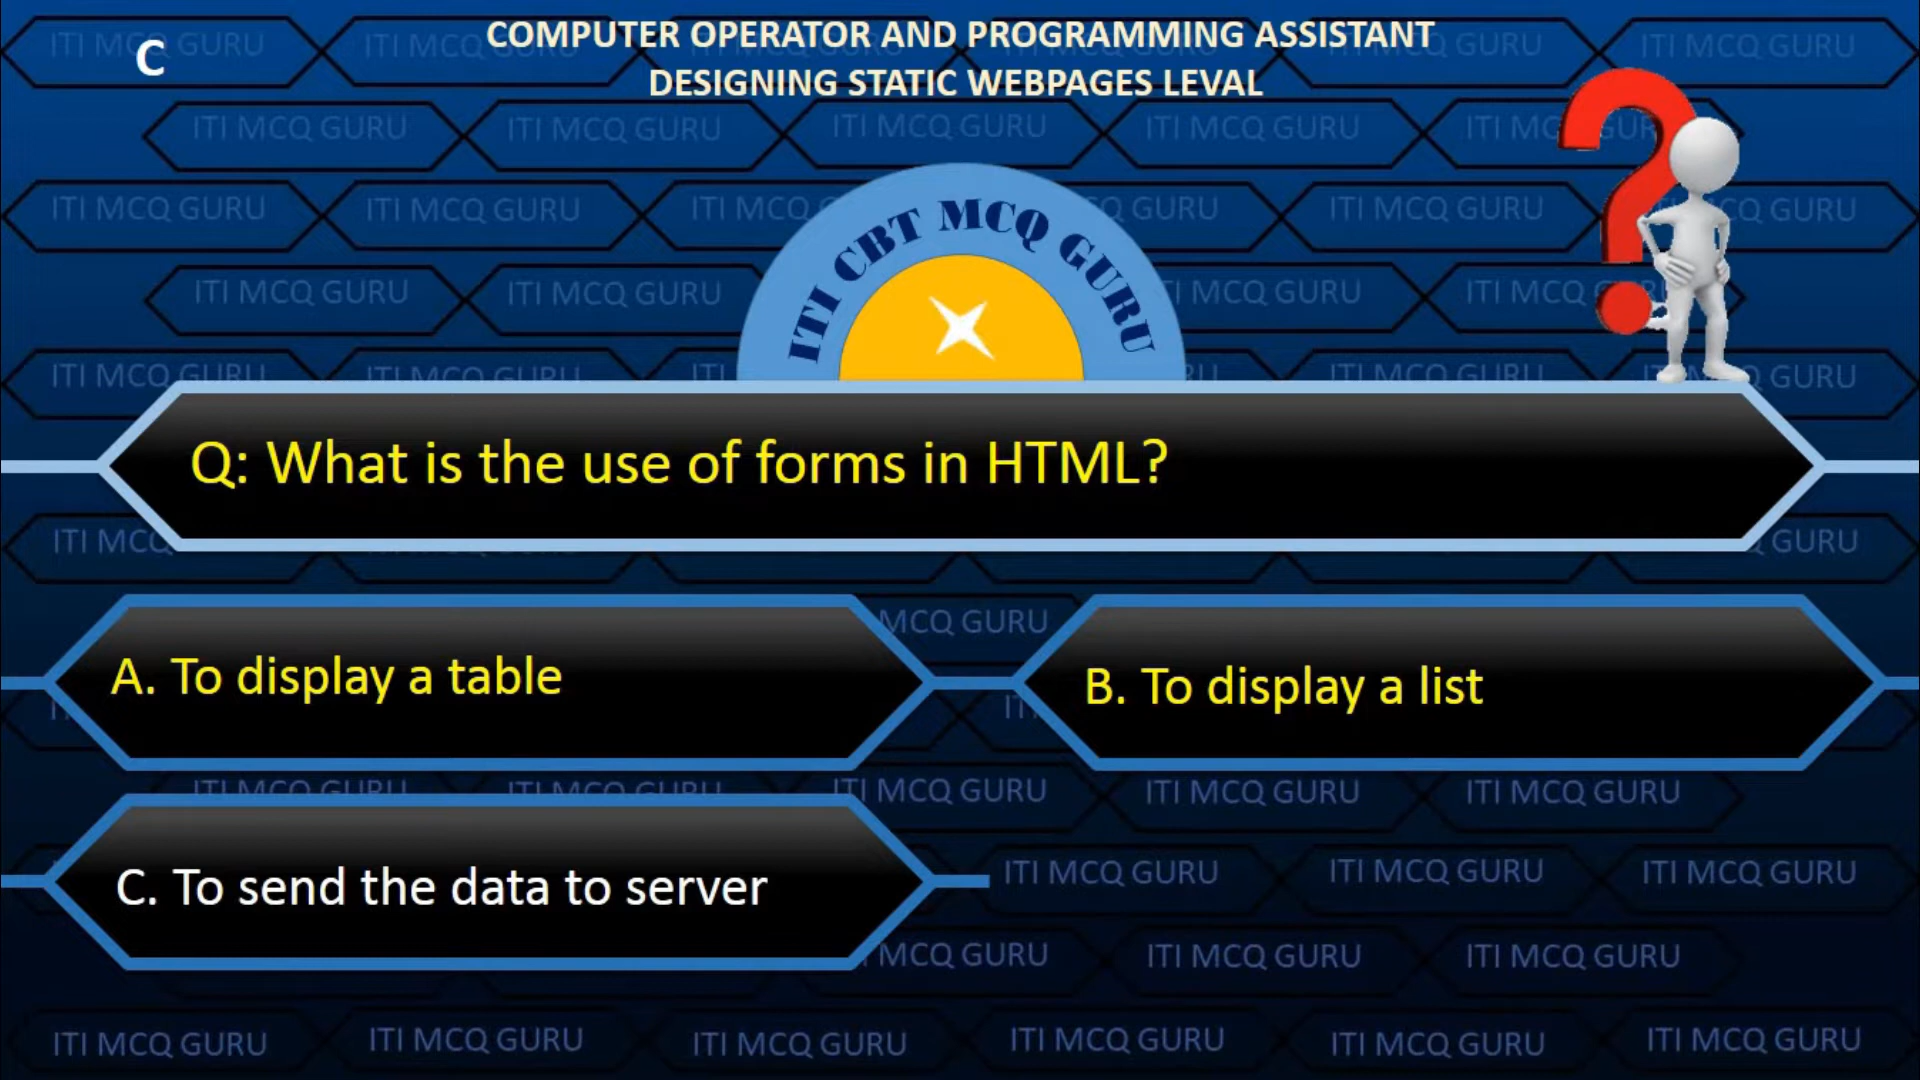 C
COMPUTER OPERATOR AND PROGRAMMING ASSISTANT
DESIGNING STATIC WEBPAGES LEVAL
ITI CBT MCQ GURU
Q: What is the use of forms in HTML?
A. To display a table
B. To display a list
C. To send the data to server
ITI MCQ GURU